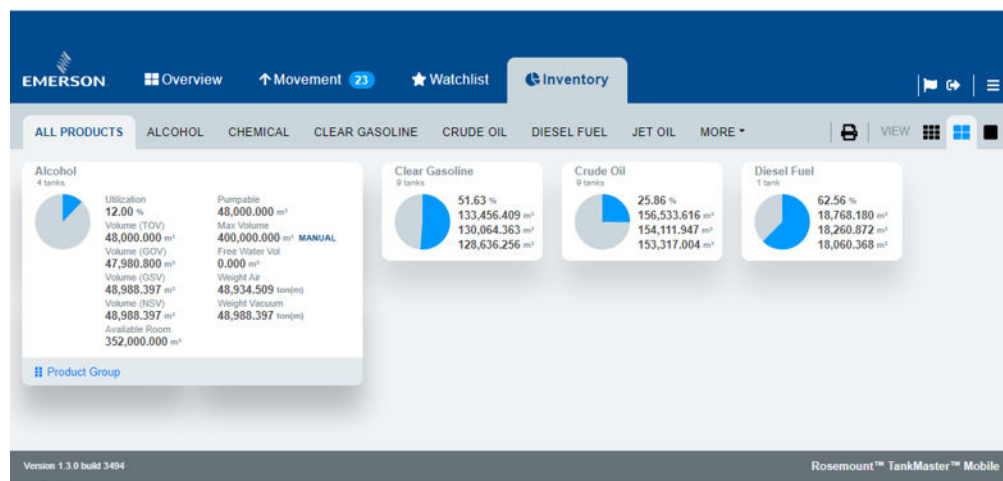 EMERSON
Overview
Movement 23
Watchlist
Inventory
ALL PRODUCTS
ALCOHOL
CHEMICAL
CLEAR GASOLINE
CRUDE OIL
DIESEL FUEL
JET OIL
MORE
VIEW
Alcohol
4 tanks
Utilization
12.00 %
Volume (TOV)
48,000.000 m³
Volume (GOV)
47,980.800 m³
Volume (GSV)
48,988.397 m³
Volume (NSV)
48,988.397 m³
Available Room
352,000.000 m³
Pumpable
48,000.000 m³
Max Volume
400,000.000 m³ MANUAL
Free Water Vol
0.000 m³
Weight Air
48,934.509 ton(m)
Weight Vacuum
48,988.397 ton(m)
Product Group
Clear Gasoline
9 tanks
51.63 %
133,456.409 m³
130,064.363 m³
128,636.256 m³
Crude Oil
9 tanks
25.86 %
156,533.616 m³
154,111.947 m³
153,317.004 m³
Diesel Fuel
1 tank
62.56 %
18,768.180 m³
18,260.872 m³
18,060.368 m³
Version 1.3.0 build 3494
Rosemount™ TankMaster™ Mobile